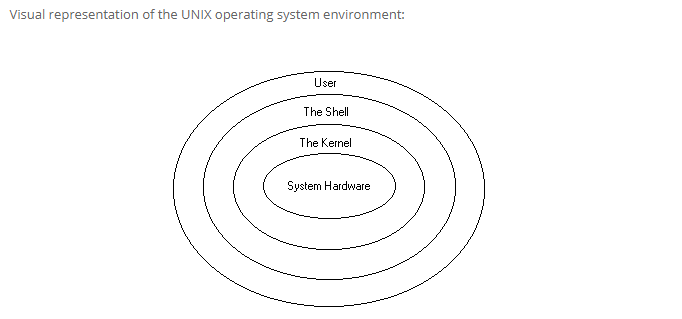 Visual representation of the UNIX operating system environment:
User
The Shell
The Kernel
System Hardware